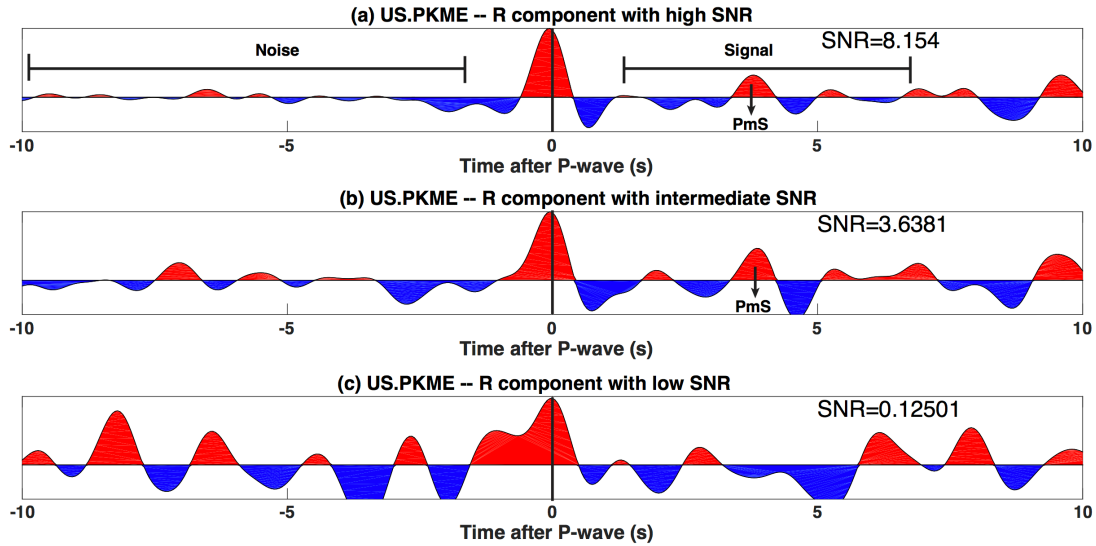 (a) US.PKME -- R component with high SNR
Noise
Signal
SNR=8.154
PmS
-10 -5 0 5 10
Time after P-wave (s)
(b) US.PKME -- R component with intermediate SNR
SNR=3.6381
PmS
-10 -5 0 5 10
Time after P-wave (s)
(c) US.PKME -- R component with low SNR
SNR=0.12501
-10 -5 0 5 10
Time after P-wave (s)